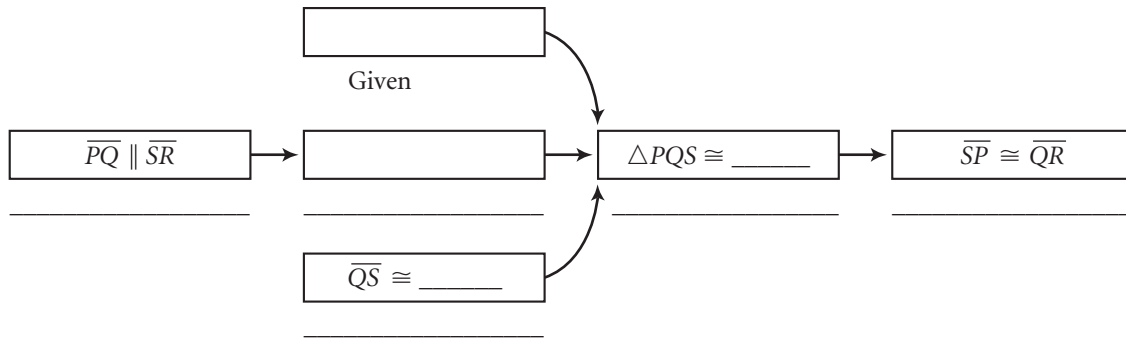 Given
PQ ∥ SR
△PQS ≅ ______
SP ≅ QR
QS ≅ ______